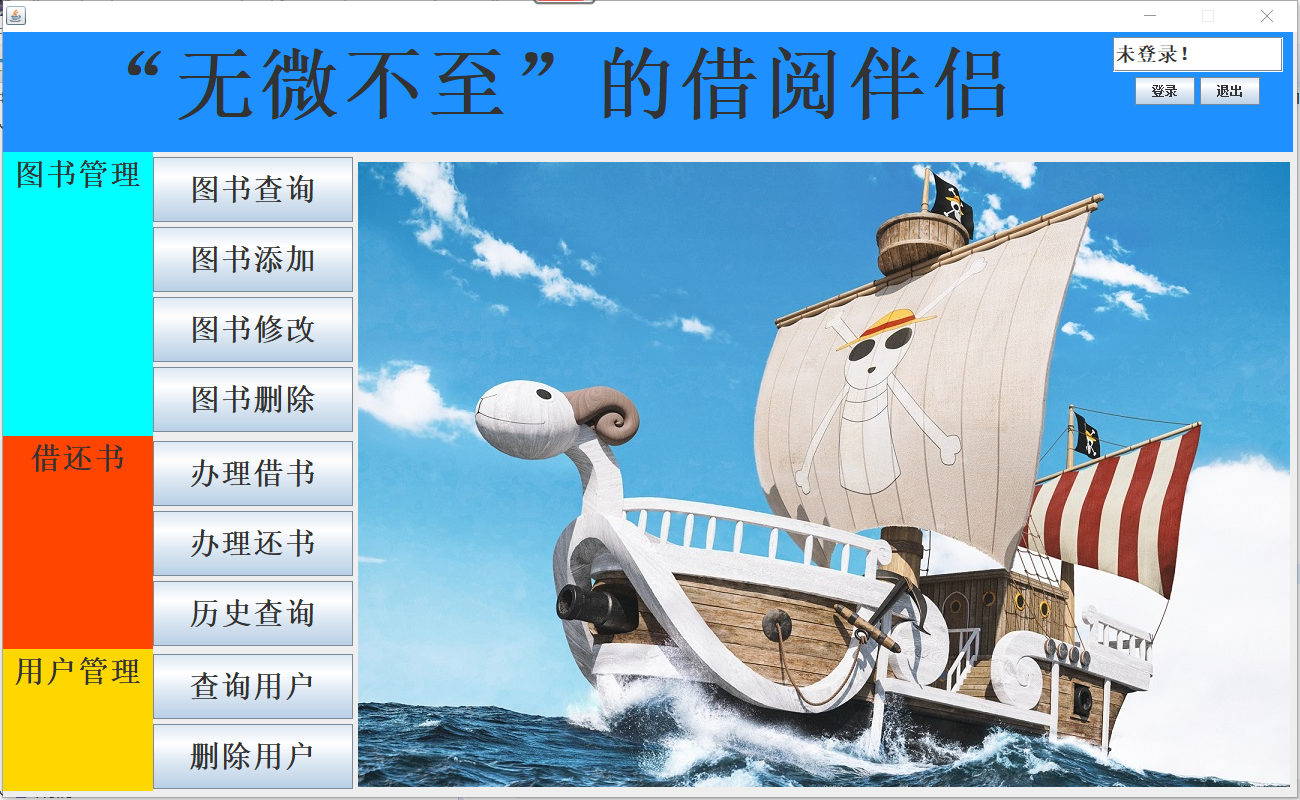 “无微不至”的借阅伴侣
未登录！
登录 退出
图书管理
图书查询
图书添加
图书修改
图书删除
借还书
办理借书
办理还书
历史查询
用户管理
查询用户
删除用户